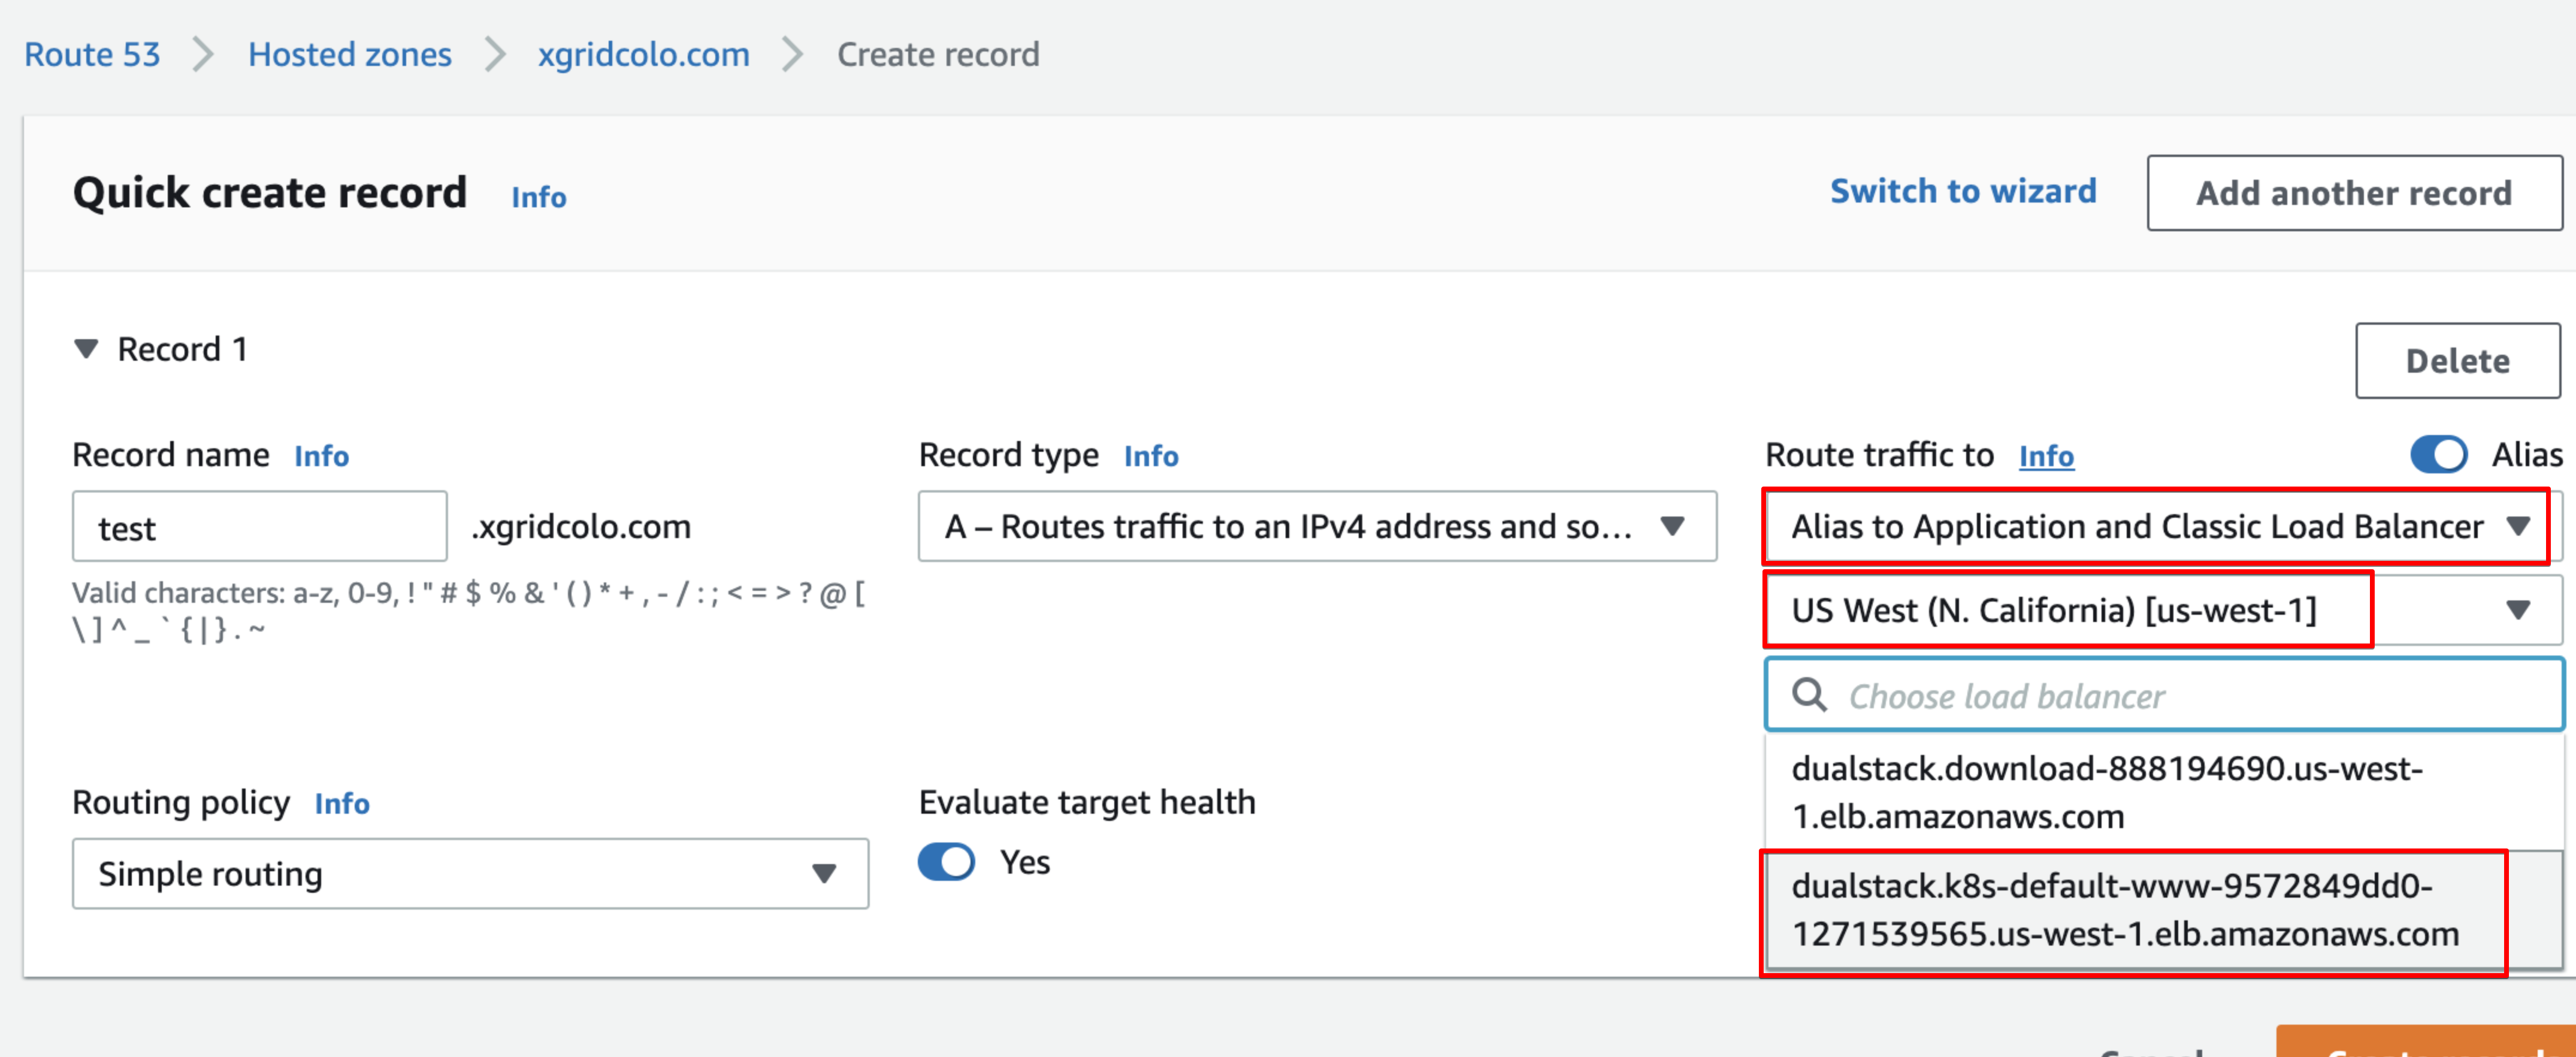 Route 53 Hosted zones xgridcolo.com Create record
Quick create record Info Switch to wizard Add another record
Record 1
Delete
Record name Info Record type Info Route traffic to Info Alias
test .xgridcolo.com A – Routes traffic to an IPv4 address and so... Alias to Application and Classic Load Balancer
Valid characters: a-z, 0-9, ! " # $ % & ' ( ) * + , - / : ; < = > ? @ [
\ ] ^ _ ` { | } . ~
US West (N. California) [us-west-1]
Choose load balancer
dualstack.download-888194690.us-west-
1.elb.amazonaws.com
Routing policy Info Evaluate target health
Simple routing Yes
dualstack.k8s-default-www-9572849dd0-
1271539565.us-west-1.elb.amazonaws.com